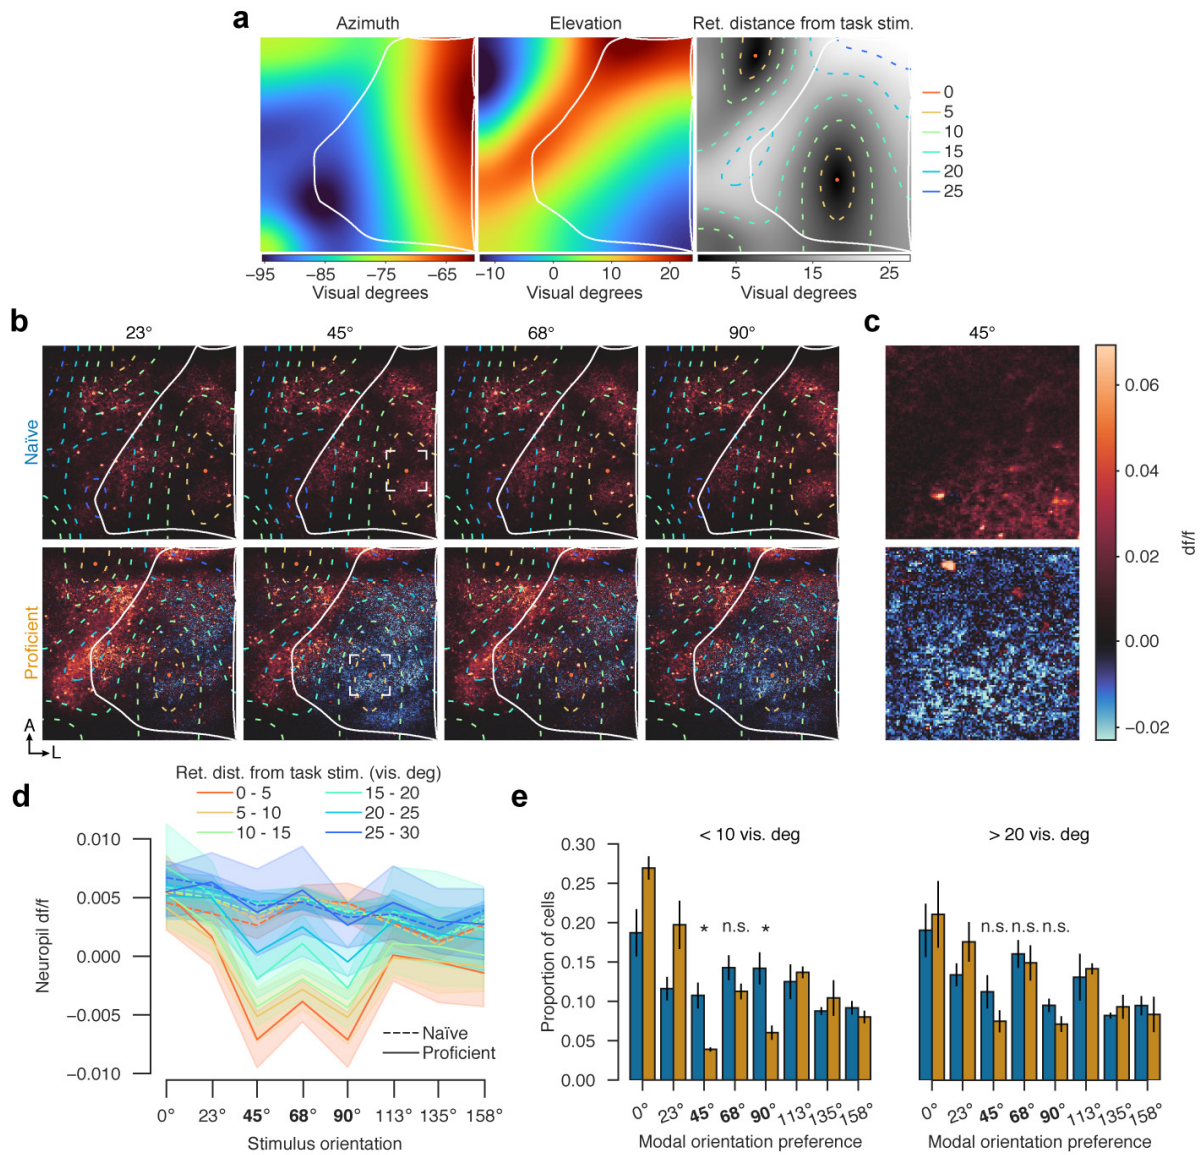 a
Azimuth Elevation Ret. distance from task stim.
0
5
10
15
20
25
−95 −85 −75 −65 −10 0 10 20 5 15 25
Visual degrees Visual degrees Visual degrees
b
c
23° 45° 68° 90° 45°
Naïve
Proficient
A
L
0.06
0.04
0.02
0.00
−0.02
df/f
d
Ret. dist. from task stim. (vis. deg)
0 - 5 15 - 20
5 - 10 20 - 25
10 - 15 25 - 30
0.010
0.005
0.000
−0.005
−0.010
Neuropil df/f
Naïve
Proficient
0° 23° 45° 68° 90° 113° 135° 158°
Stimulus orientation
e
< 10 vis. deg > 20 vis. deg
0.30
0.25
0.20
0.15
0.10
0.05
0.00
Proportion of cells
* n.s. * n.s. n.s. n.s.
0° 23° 45° 68° 90° 113° 135° 158° 0° 23° 45° 68° 90° 113° 135° 158°
Modal orientation preference Modal orientation preference